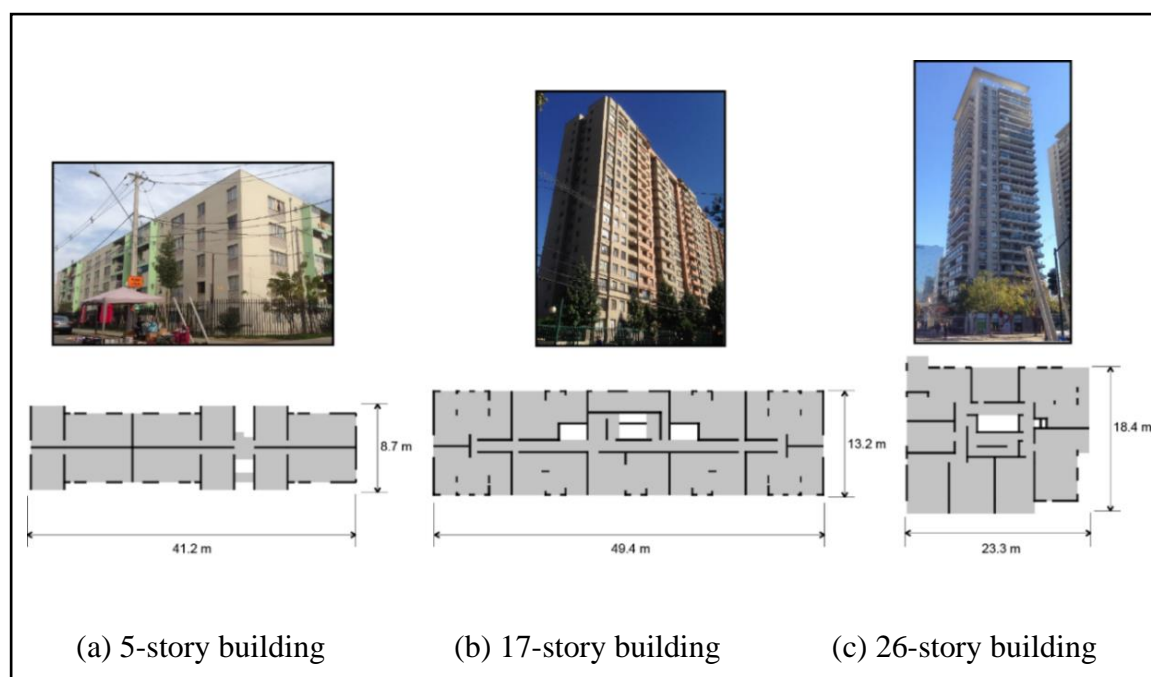 8.7 m
41.2 m
13.2 m
49.4 m
18.4 m
23.3 m
(a) 5-story building
(b) 17-story building
(c) 26-story building